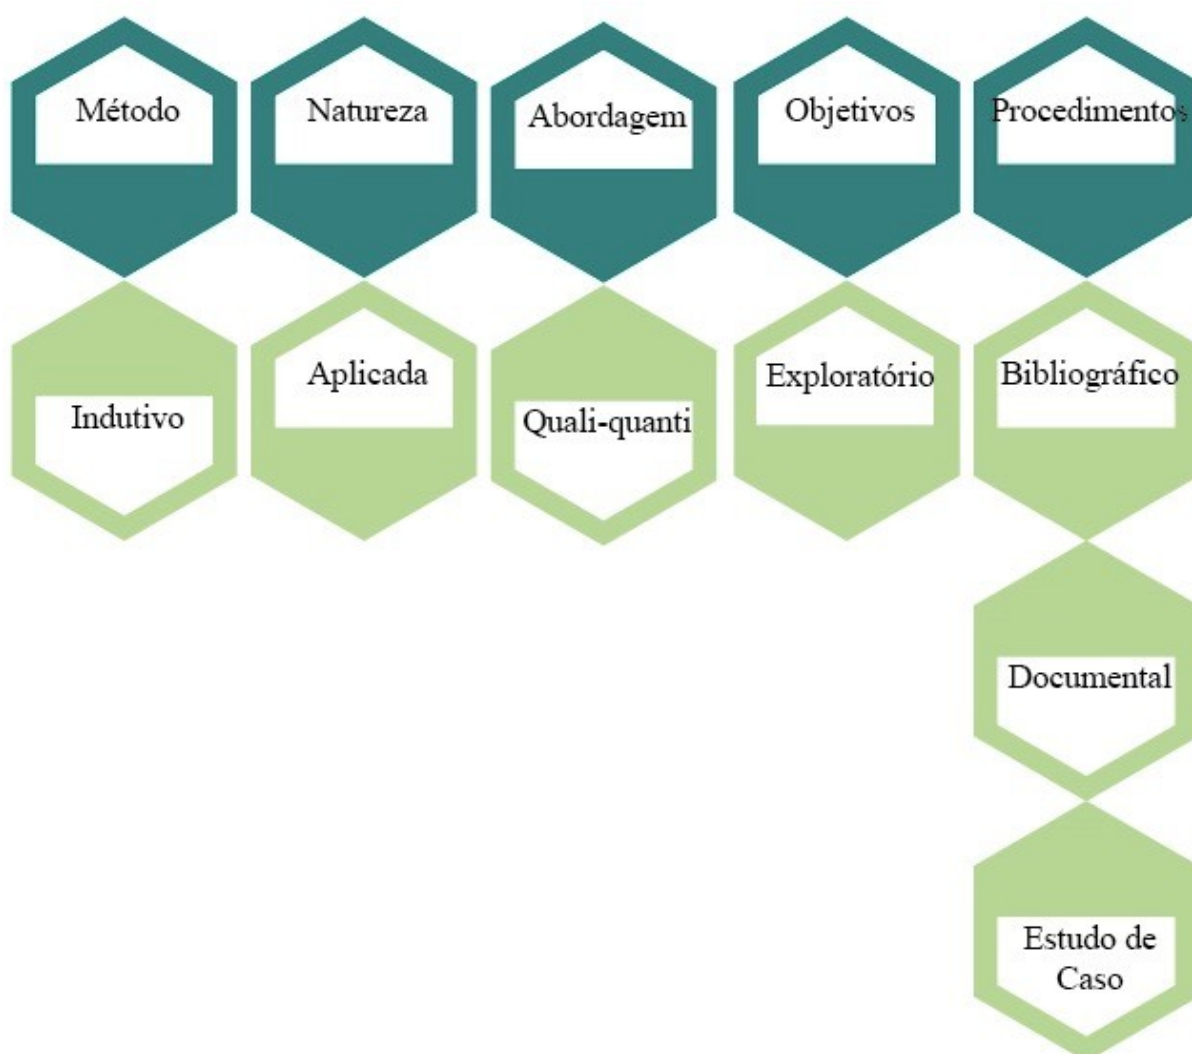 Método
Natureza
Abordagem
Objetivos
Procedimentos
Indutivo
Aplicada
Quali-quanti
Exploratório
Bibliográfico
Documental
Estudo de
Caso